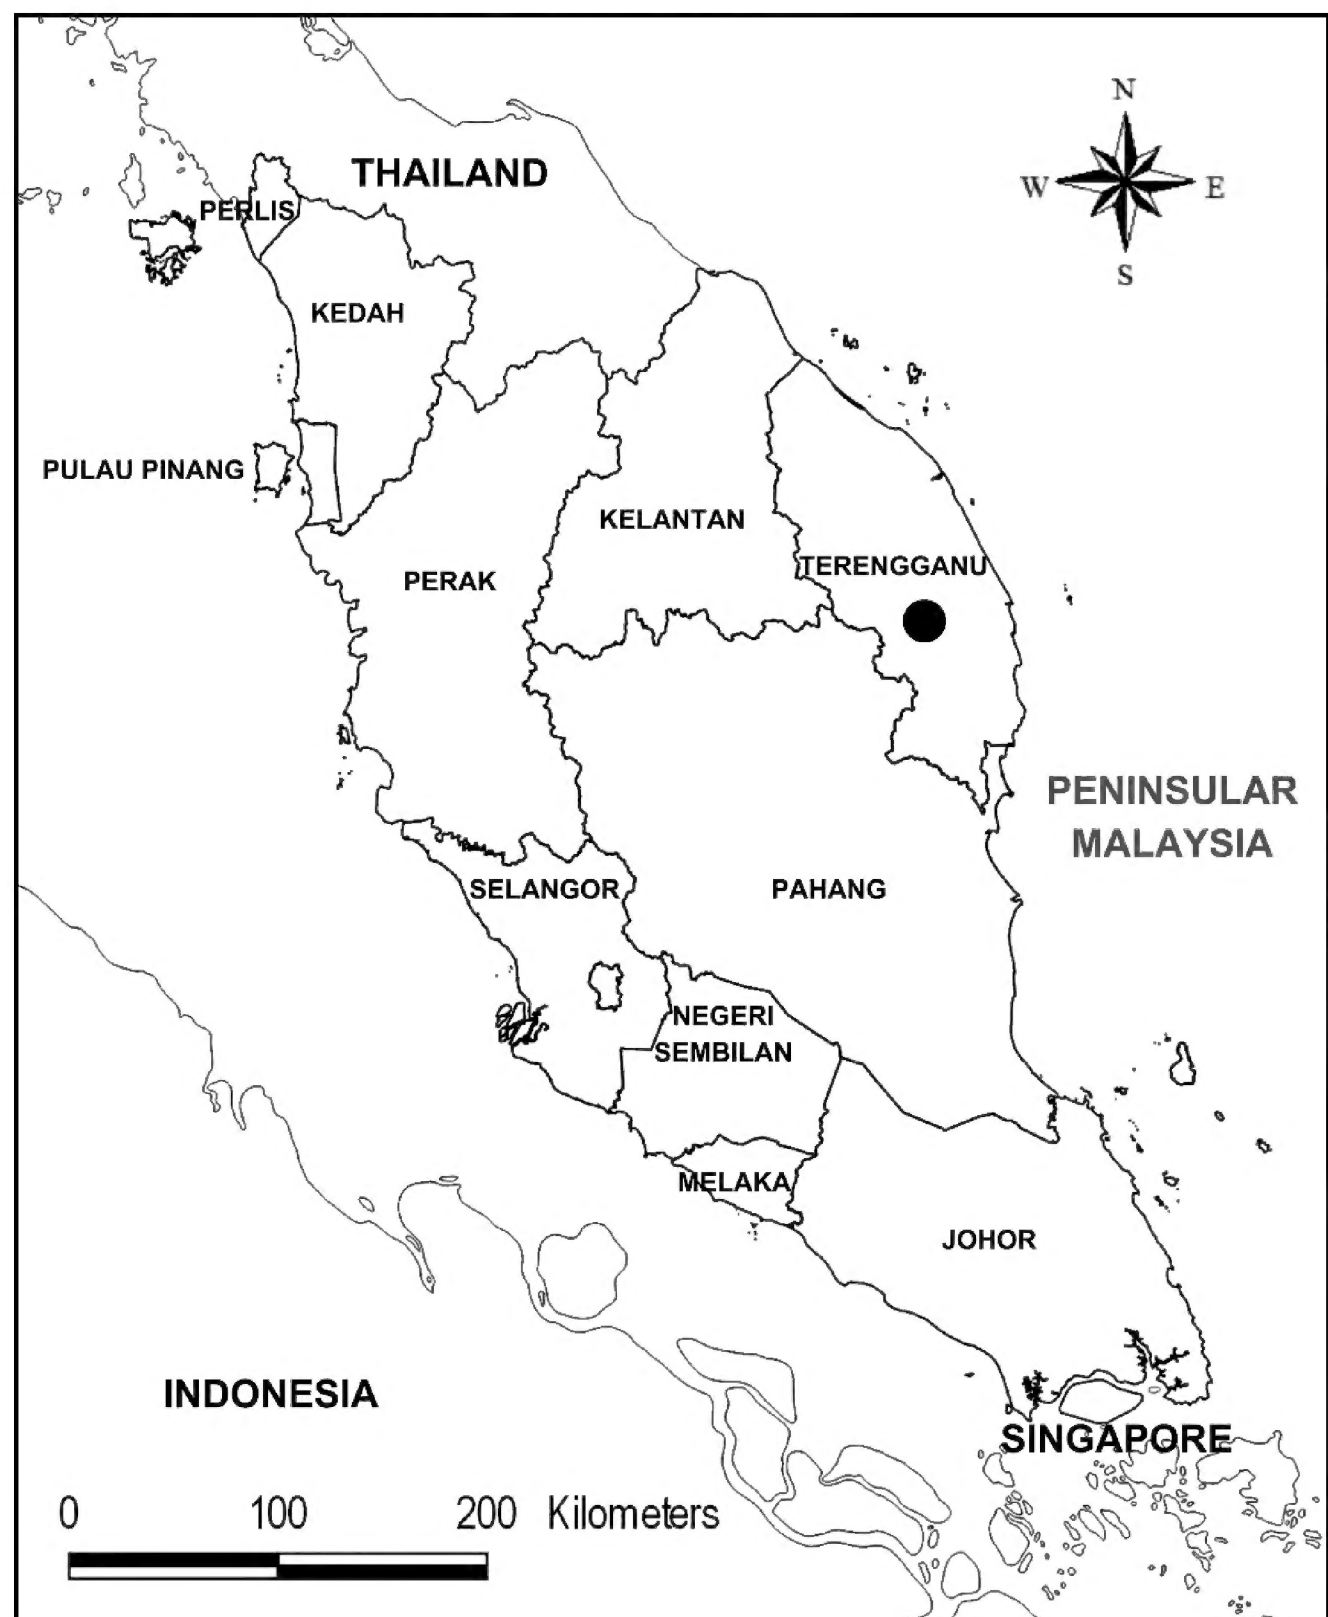 N
THAILAND
W
E
PERLIS
S
KEDAH
PULAU PINANG
KELANTAN
TERENGGANU
PERAK
PENINSULAR
MALAYSIA
SELANGOR
PAHANG
NEGERI
SEMBILAN
MELAKA
JOHOR
INDONESIA
SINGAPORE
0 100 200 Kilometers